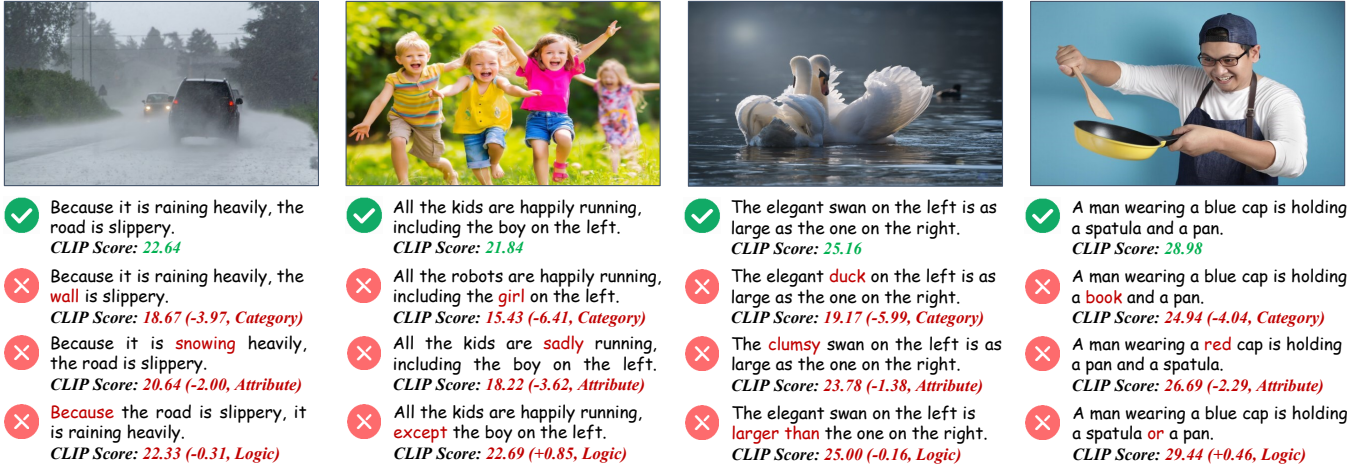 Because it is raining heavily, the
road is slippery.
CLIP Score: 22.64
Because it is raining heavily, the
wall is slippery.
CLIP Score: 18.67 (-3.97, Category)
Because it is snowing heavily,
the road is slippery.
CLIP Score: 20.64 (-2.00, Attribute)
Because the road is slippery, it
is raining heavily.
CLIP Score: 22.33 (-0.31, Logic)
All the kids are happily running,
including the boy on the left.
CLIP Score: 21.84
All the robots are happily running,
including the girl on the left.
CLIP Score: 15.43 (-6.41, Category)
All the kids are sadly running,
including the boy on the left.
CLIP Score: 18.22 (-3.62, Attribute)
All the kids are happily running,
except the boy on the left.
CLIP Score: 22.69 (+0.85, Logic)
The elegant swan on the left is as
large as the one on the right.
CLIP Score: 25.16
The elegant duck on the left is as
large as the one on the right.
CLIP Score: 19.17 (-5.99, Category)
The clumsy swan on the left is as
large as the one on the right.
CLIP Score: 23.78 (-1.38, Attribute)
The elegant swan on the left is
larger than the one on the right.
CLIP Score: 25.00 (-0.16, Logic)
A man wearing a blue cap is holding
a spatula and a pan.
CLIP Score: 28.98
A man wearing a blue cap is holding
a book and a pan.
CLIP Score: 24.94 (-4.04, Category)
A man wearing a red cap is holding
a pan and a spatula.
CLIP Score: 26.69 (-2.29, Attribute)
A man wearing a blue cap is holding
a spatula or a pan.
CLIP Score: 29.44 (+0.46, Logic)